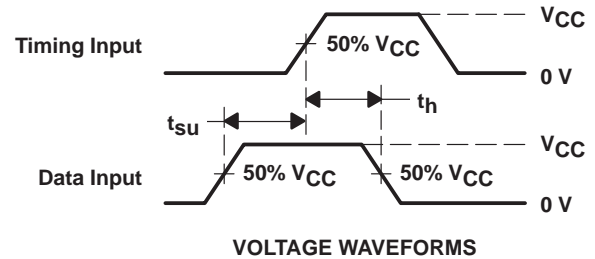 VCC
Timing Input
50% VCC
0 V
th
tsu
VCC
Data Input
50% VCC
50% VCC
0 V
VOLTAGE WAVEFORMS